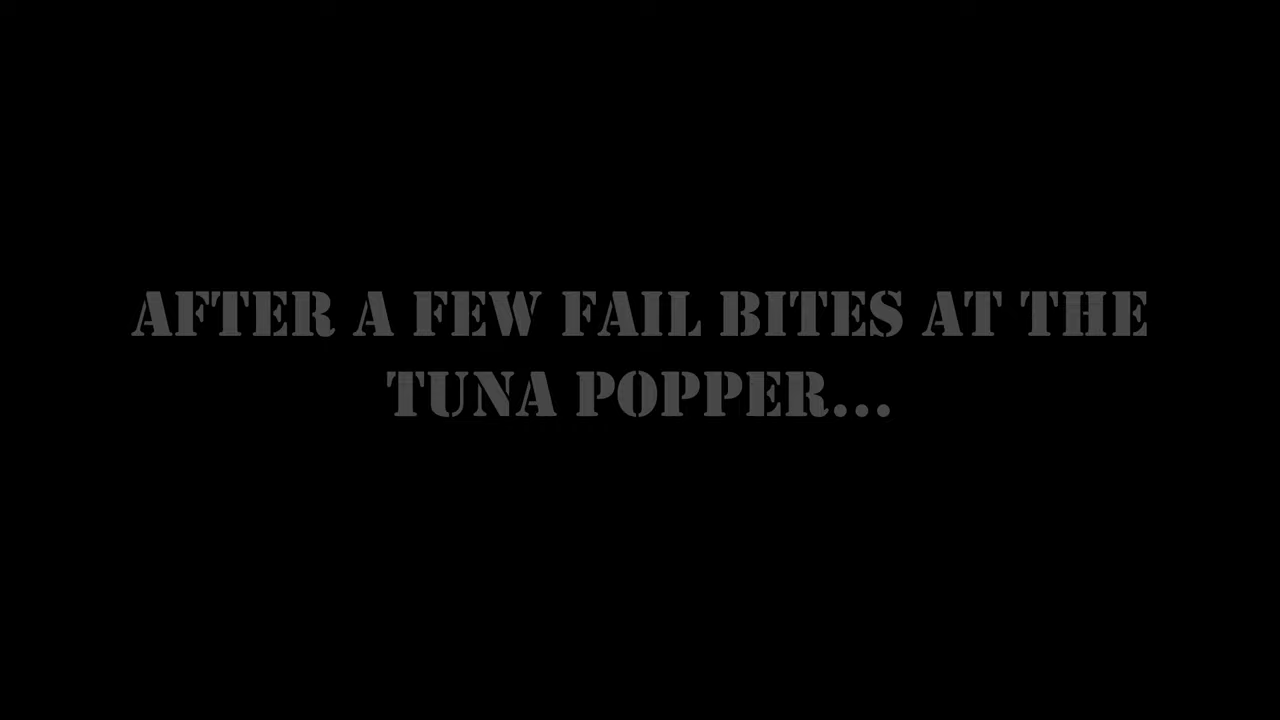 AFTER A FEW FAIL BITES AT THE
TUNA POPPER...